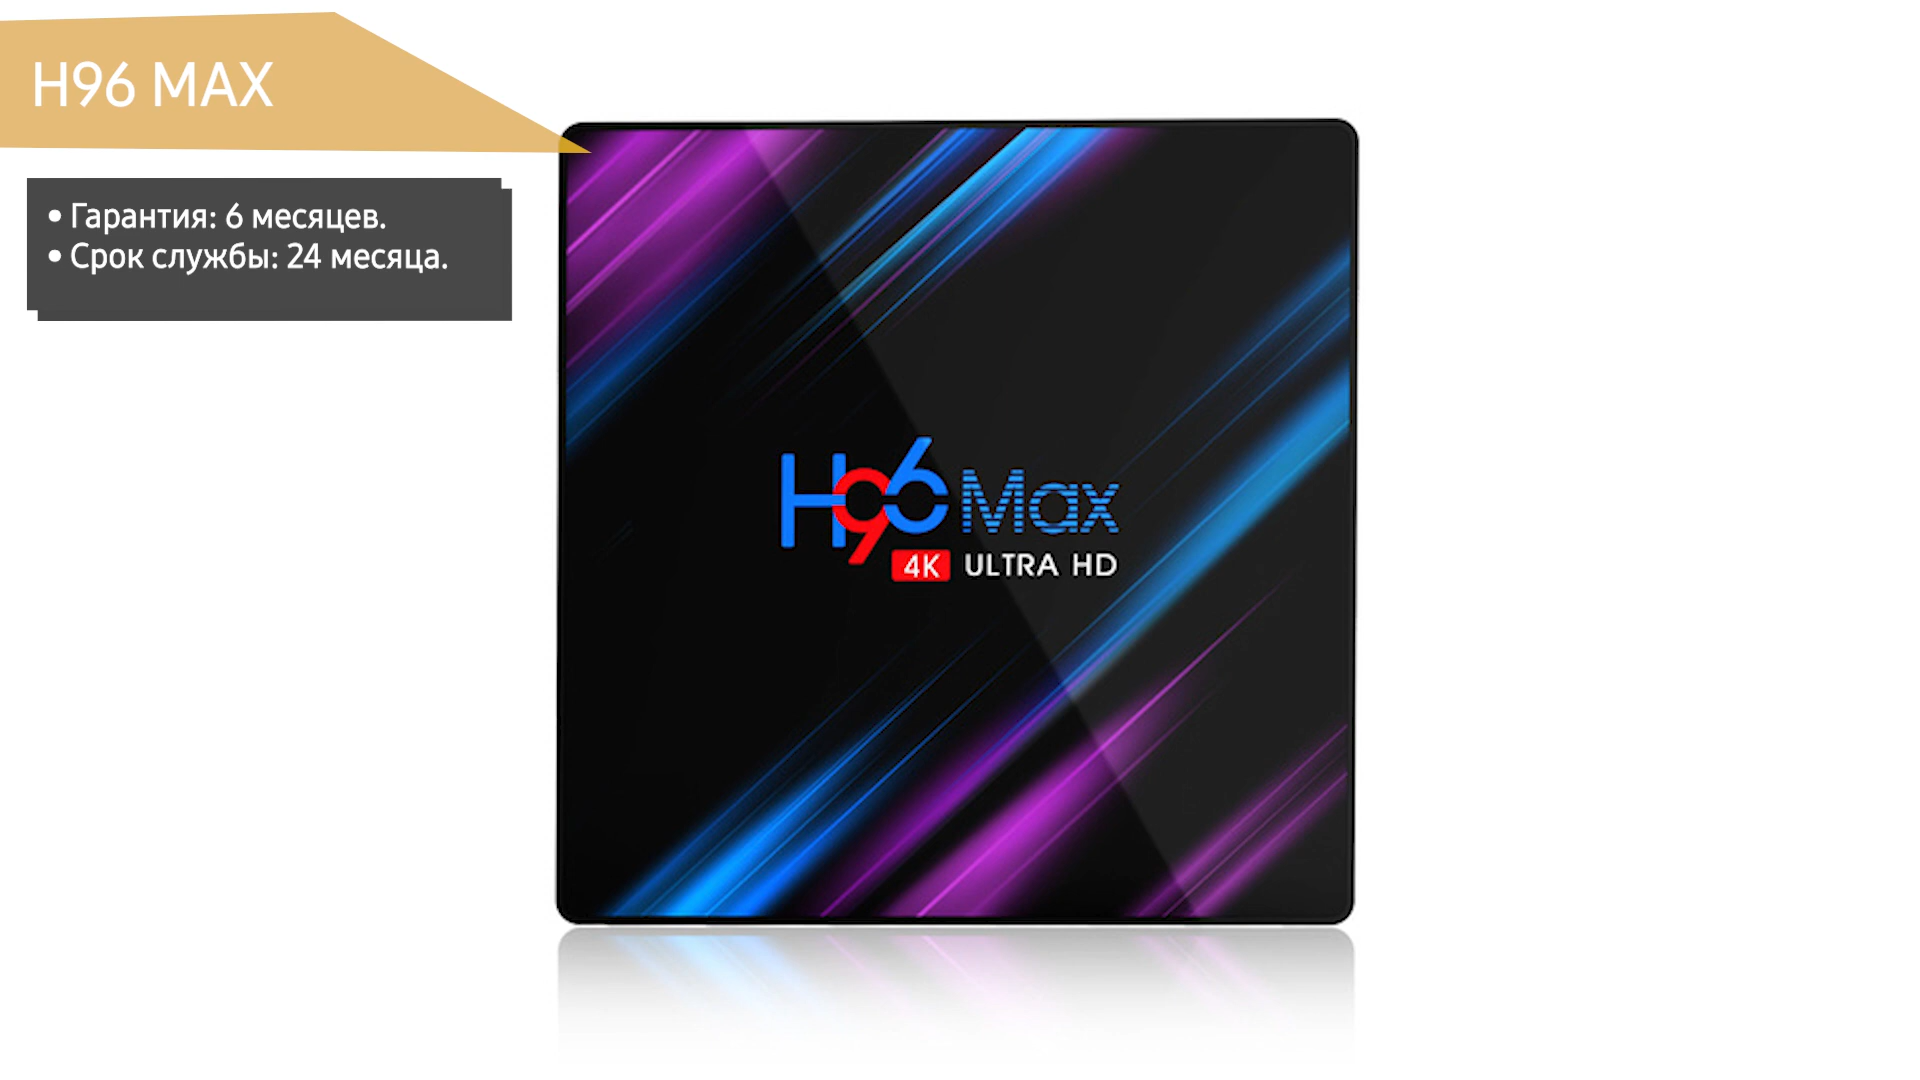 H96 MAX
• Гарантия: 6 месяцев.
• Срок службы: 24 месяца.
H96 Max
4K ULTRA HD